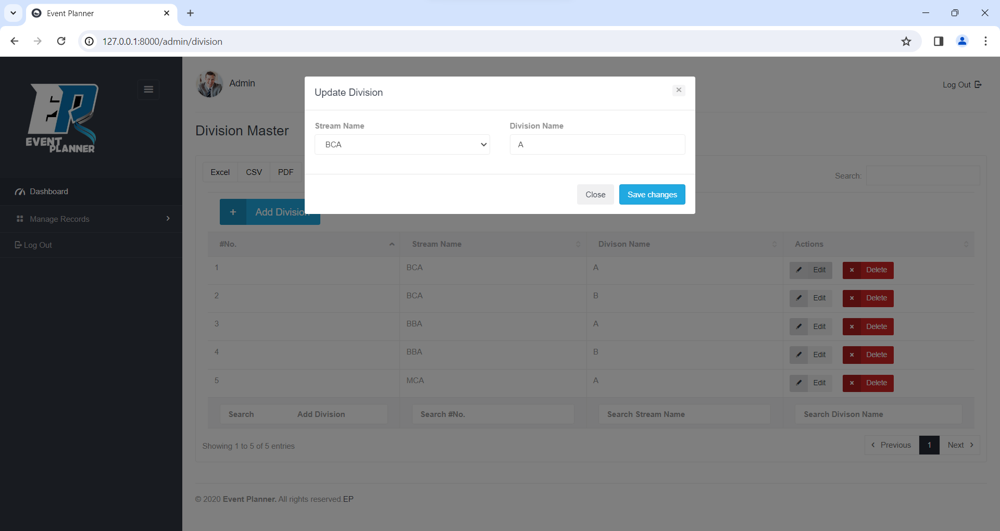 Event Planner
127.0.0.1:8000/admin/division
EVENT
PLANNER
Admin
Log Out
Update Division
Division Master
Stream Name
Division Name
BCA
A
Excel CSV PDF
Search:
Close
Save changes
Dashboard
Manage Records
Log Out
Add Division
#No. Stream Name Divison Name Actions
1 BCA A Edit Delete
2 BCA B Edit Delete
3 BBA A Edit Delete
4 BBA B Edit Delete
5 MCA A Edit Delete
Search Add Division Search #No. Search Stream Name Search Divison Name
Showing 1 to 5 of 5 entries
Previous 1 Next
© 2020 Event Planner. All rights reserved.EP